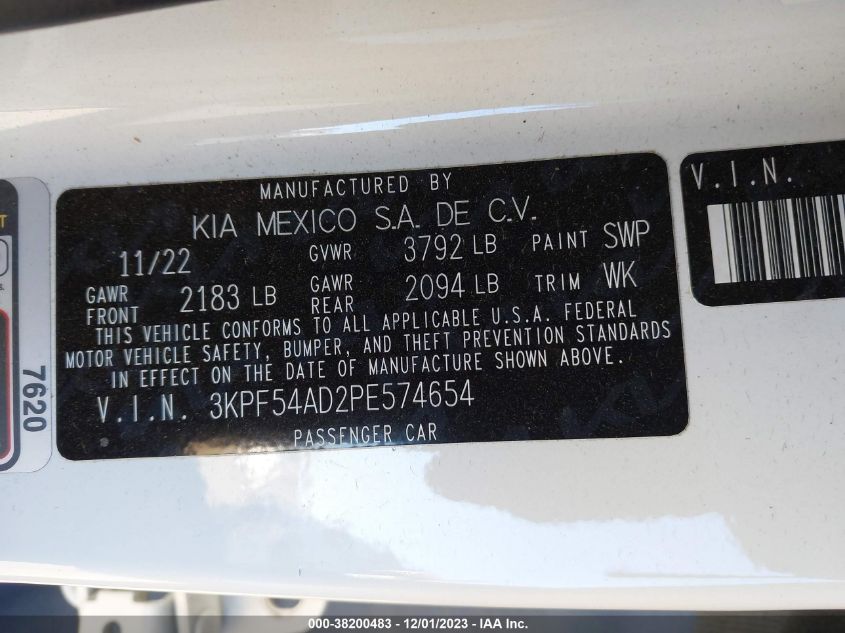 MANUFACTURED BY
KIA MEXICO S.A. DE C.V.
11/22 GVWR 3792 LB PAINT SWP
GAWR FRONT 2183 LB GAWR REAR 2094 LB TRIM WK
THIS VEHICLE CONFORMS TO ALL APPLICABLE U.S.A. FEDERAL
MOTOR VEHICLE SAFETY, BUMPER, AND THEFT PREVENTION STANDARDS
IN EFFECT ON THE DATE OF MANUFACTURE SHOWN ABOVE.
V.I.N. 3KPF54AD2PE574654
PASSENGER CAR
V.I.N.
7620
000-38200483 - 12/01/2023 - © IAA Holdings, LLC.